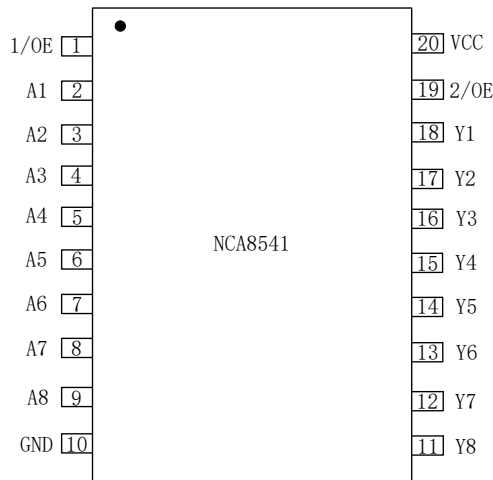 1/OE 1 20 VCC
A1 2 19 2/OE
A2 3 18 Y1
A3 4 17 Y2
A4 5 16 Y3
NCA8541
A5 6 15 Y4
A6 7 14 Y5
A7 8 13 Y6
A8 9 12 Y7
GND 10 11 Y8